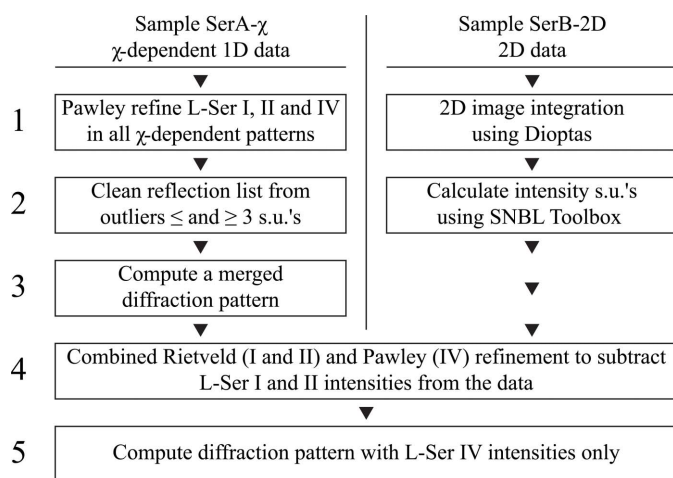 Sample SerA-χ
χ-dependent 1D data
Sample SerB-2D
2D data
1
Pawley refine L-Ser I, II and IV
in all χ-dependent patterns
2D image integration
using Dioptas
2
Clean reflection list from
outliers ≤ and ≥ 3 s.u.'s
Calculate intensity s.u.'s
using SNBL Toolbox
3
Compute a merged
diffraction pattern
4
Combined Rietveld (I and II) and Pawley (IV) refinement to subtract
L-Ser I and II intensities from the data
5
Compute diffraction pattern with L-Ser IV intensities only